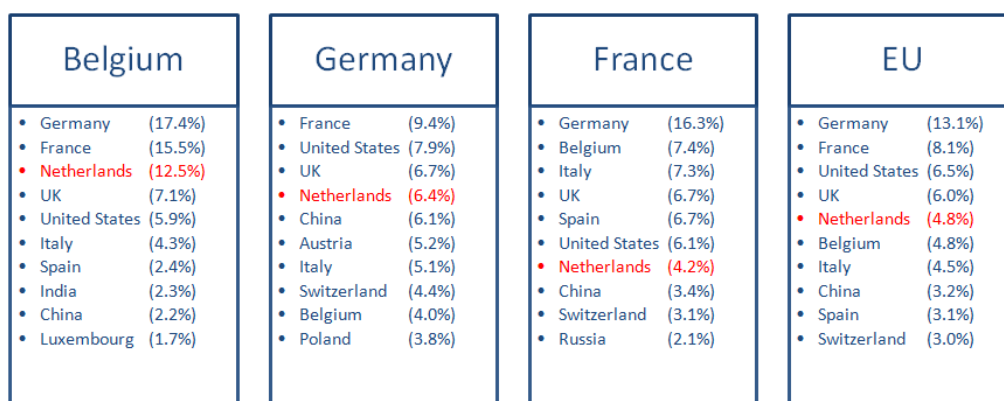 Belgium
• Germany (17.4%)
• France (15.5%)
• Netherlands (12.5%)
• UK (7.1%)
• United States (5.9%)
• Italy (4.3%)
• Spain (2.4%)
• India (2.3%)
• China (2.2%)
• Luxembourg (1.7%)
Germany
• France (9.4%)
• United States (7.9%)
• UK (6.7%)
• Netherlands (6.4%)
• China (6.1%)
• Austria (5.2%)
• Italy (5.1%)
• Switzerland (4.4%)
• Belgium (4.0%)
• Poland (3.8%)
France
• Germany (16.3%)
• Belgium (7.4%)
• Italy (7.3%)
• UK (6.7%)
• Spain (6.7%)
• United States (6.1%)
• Netherlands (4.2%)
• China (3.4%)
• Switzerland (3.1%)
• Russia (2.1%)
EU
• Germany (13.1%)
• France (8.1%)
• United States (6.5%)
• UK (6.0%)
• Netherlands (4.8%)
• Belgium (4.8%)
• Italy (4.5%)
• China (3.2%)
• Spain (3.1%)
• Switzerland (3.0%)